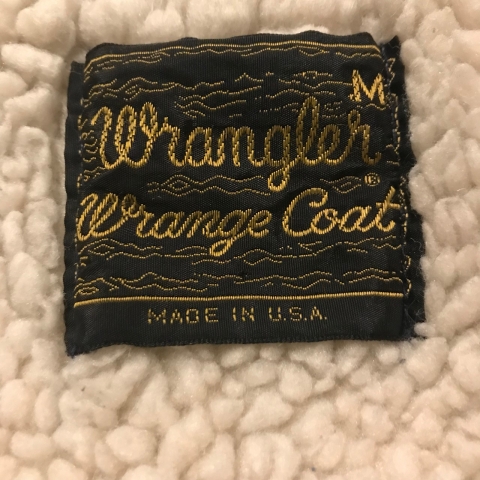 M
Wrangler
®
Wrange Coat
MADE IN U.S.A.